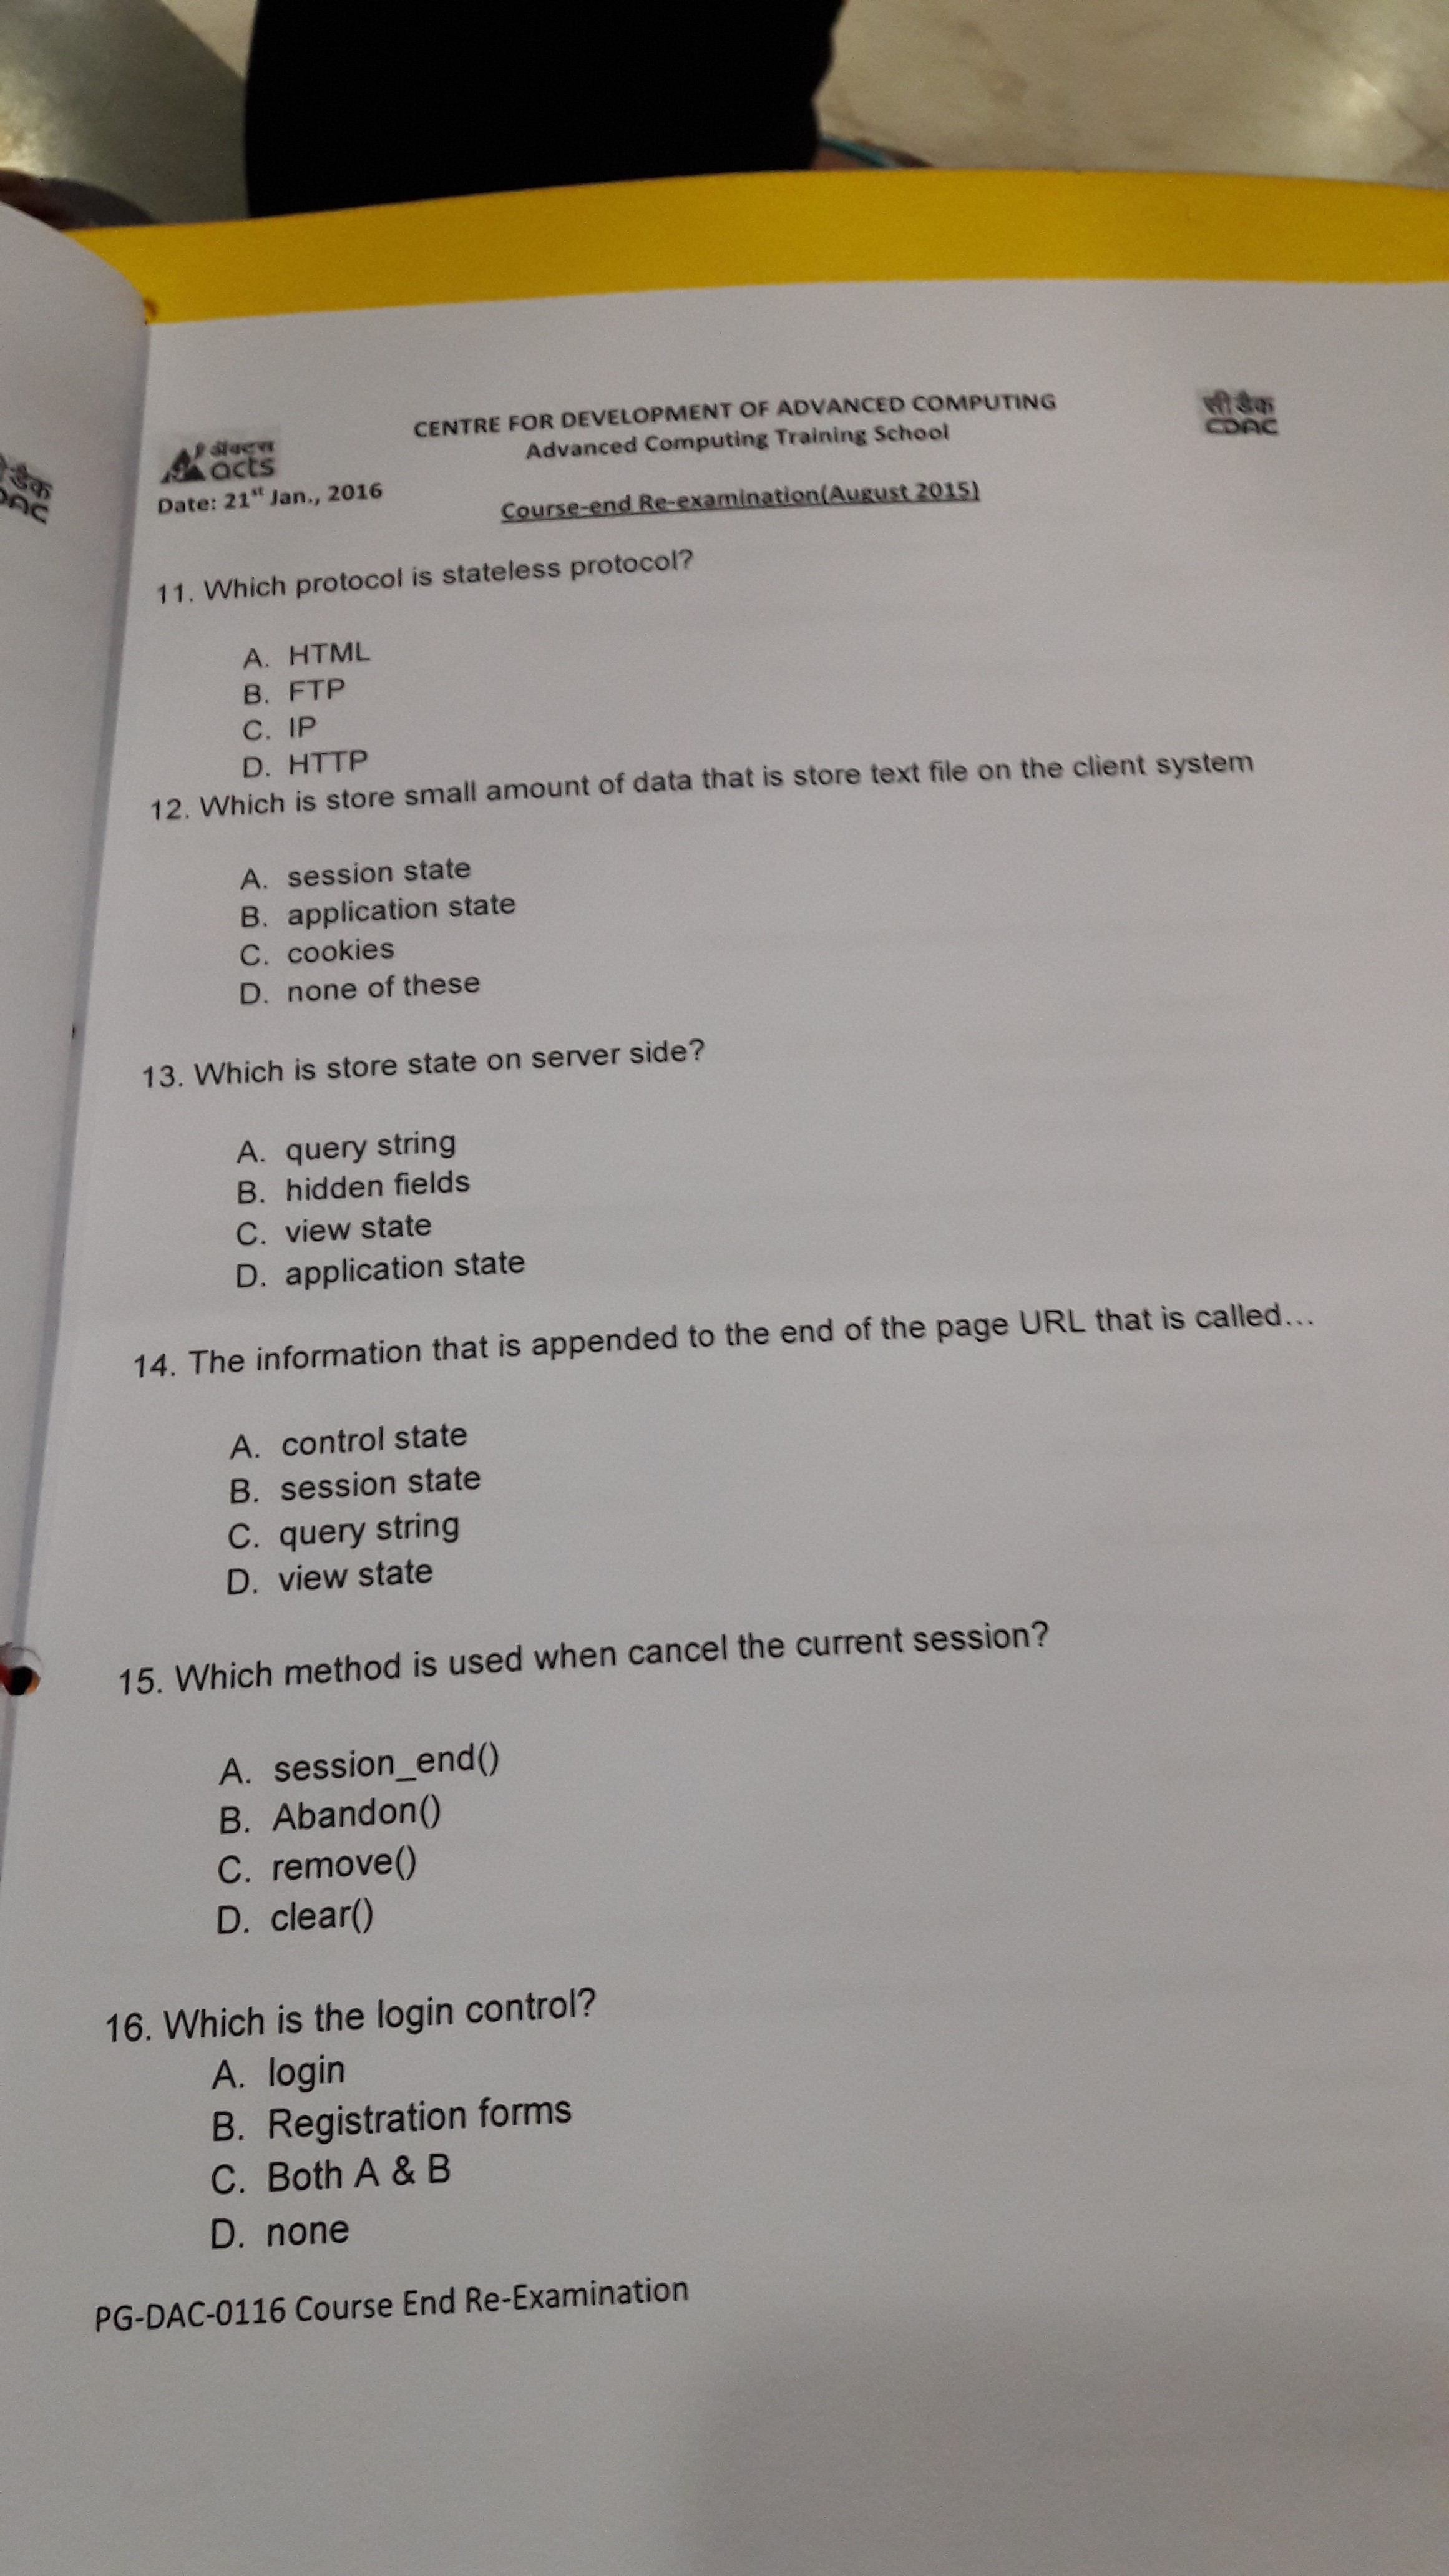 CENTRE FOR DEVELOPMENT OF ADVANCED COMPUTING
Advanced Computing Training School
सी डैक
CDAC
ॲक्ट्स
acts
डैक
Date: 21st Jan., 2016
Course-end Re-examination(August 2015)
11. Which protocol is stateless protocol?
A. HTML
B. FTP
C. IP
D. HTTP
12. Which is store small amount of data that is store text file on the client system
A. session state
B. application state
C. cookies
D. none of these
13. Which is store state on server side?
A. query string
B. hidden fields
C. view state
D. application state
14. The information that is appended to the end of the page URL that is called...
A. control state
B. session state
C. query string
D. view state
15. Which method is used when cancel the current session?
A. session_end()
B. Abandon()
C. remove()
D. clear()
16. Which is the login control?
A. login
B. Registration forms
C. Both A & B
D. none
PG-DAC-0116 Course End Re-Examination